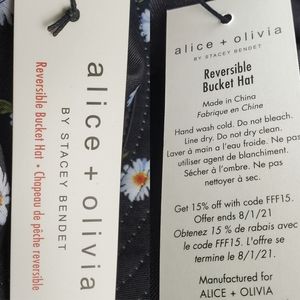 alice + olivia
BY STACEY BENDET
Reversible Bucket Hat • Chapeau de pêche reversible
alice + olivia
BY STACEY BENDET
Reversible
Bucket Hat
Made in China
Fabrique en Chine
Hand wash cold. Do not bleach.
Line dry. Do not dry clean.
Laver à main a l'eau froide. Ne pas
utiliser agent de blanchiment.
Sécher à l'ombre. Ne pas
nettoyer à sec.
Get 15% off with code FFF15.
Offer ends 8/1/21
Obtenez 15 % de rabais avec
le code FFF15. L'offre se
termine le 8/1/21.
Manufactured for
ALICE + OLIVIA